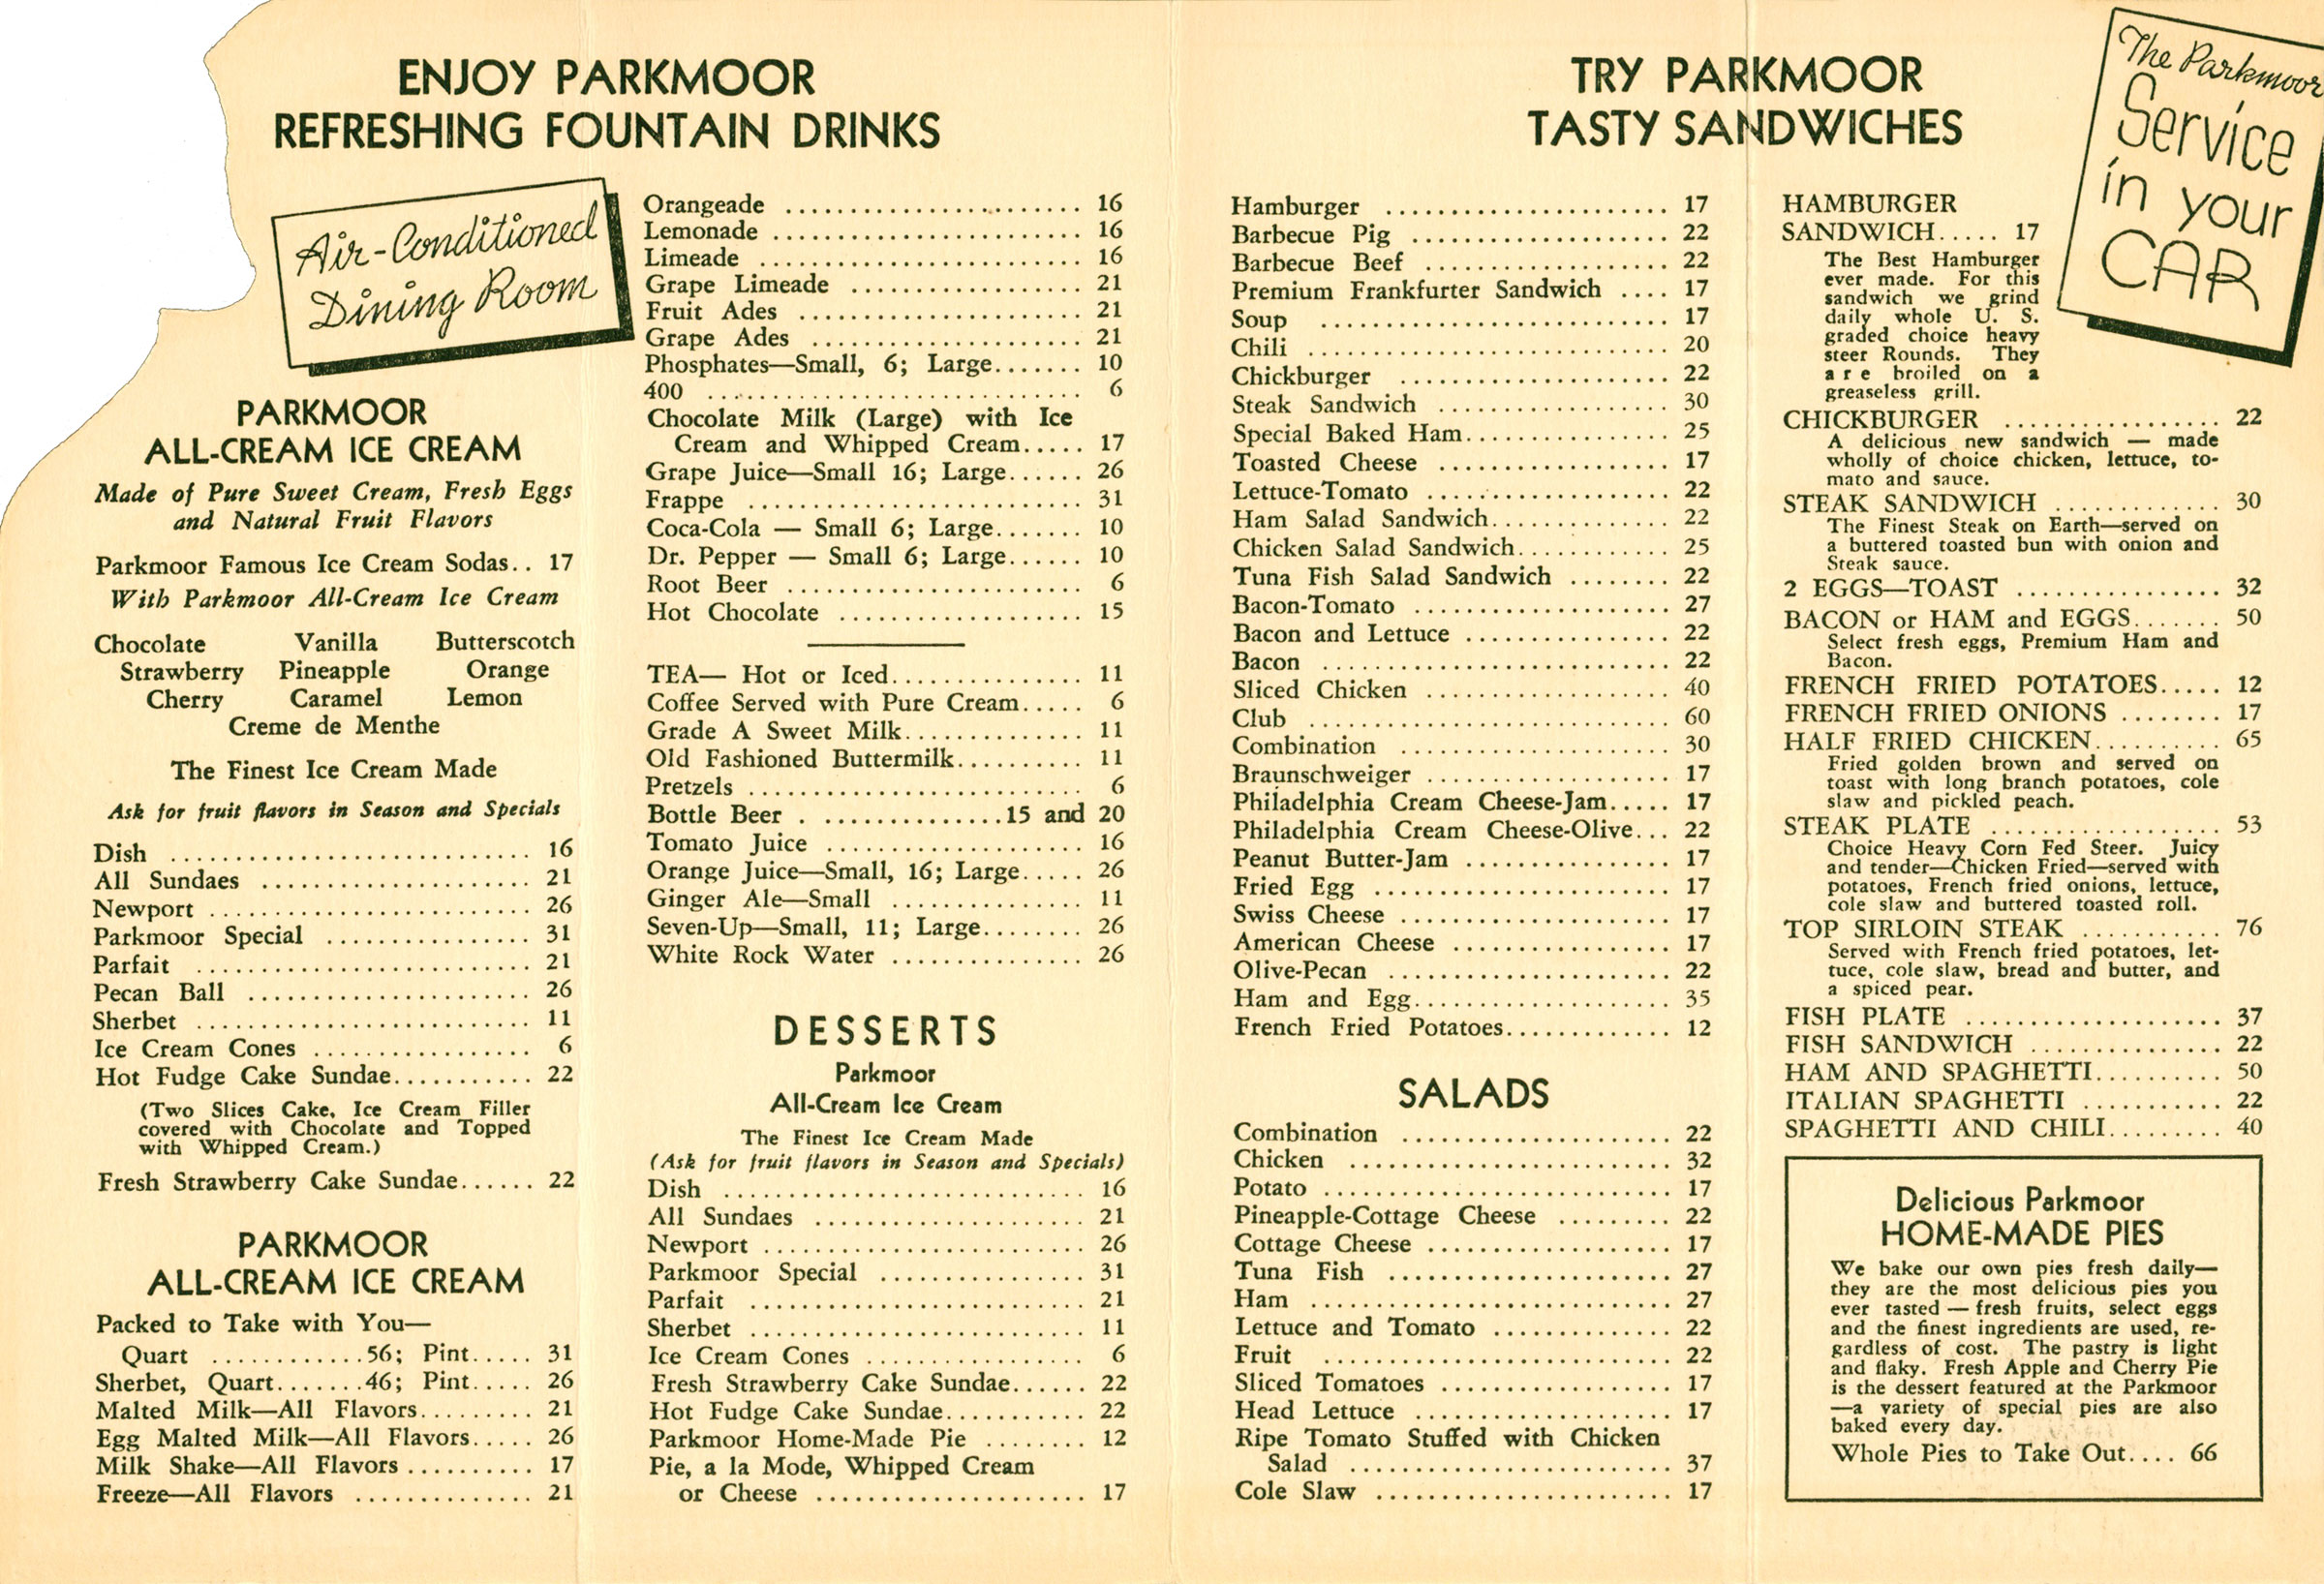 ENJOY PARKMOOR
REFRESHING FOUNTAIN DRINKS
Air-Conditioned
Dining Room
PARKMOOR
ALL-CREAM ICE CREAM
Made of Pure Sweet Cream, Fresh Eggs
and Natural Fruit Flavors
Parkmoor Famous Ice Cream Sodas.. 17
With Parkmoor All-Cream Ice Cream
Chocolate Vanilla Butterscotch
Strawberry Pineapple Orange
Cherry Caramel Lemon
Creme de Menthe
The Finest Ice Cream Made
Ask for fruit flavors in Season and Specials
Dish ............................ 16
All Sundaes ..................... 21
Newport ......................... 26
Parkmoor Special ................ 31
Parfait .......................... 21
Pecan Ball ...................... 26
Sherbet .......................... 11
Ice Cream Cones ................. 6
Hot Fudge Cake Sundae........... 22
(Two Slices Cake, Ice Cream Filler
covered with Chocolate and Topped
with Whipped Cream.)
Fresh Strawberry Cake Sundae...... 22
PARKMOOR
ALL-CREAM ICE CREAM
Packed to Take with You—
Quart ............56; Pint..... 31
Sherbet, Quart.......46; Pint..... 26
Malted Milk—All Flavors......... 21
Egg Malted Milk—All Flavors..... 26
Milk Shake—All Flavors .......... 17
Freeze—All Flavors .............. 21
Orangeade ....................... 16
Lemonade ........................ 16
Limeade ......................... 16
Grape Limeade .................. 21
Fruit Ades ...................... 21
Grape Ades ..................... 21
Phosphates—Small, 6; Large....... 10
400 ............................. 6
Chocolate Milk (Large) with Ice
Cream and Whipped Cream..... 17
Grape Juice—Small 16; Large...... 26
Frappe .......................... 31
Coca-Cola — Small 6; Large....... 10
Dr. Pepper — Small 6; Large...... 10
Root Beer ....................... 6
Hot Chocolate ................... 15
TEA— Hot or Iced............... 11
Coffee Served with Pure Cream..... 6
Grade A Sweet Milk.............. 11
Old Fashioned Buttermilk.......... 11
Pretzels .......................... 6
Bottle Beer . ..............15 and 20
Tomato Juice .................... 16
Orange Juice—Small, 16; Large..... 26
Ginger Ale—Small ............... 11
Seven-Up—Small, 11; Large........ 26
White Rock Water ............... 26
DESSERTS
Parkmoor
All-Cream Ice Cream
The Finest Ice Cream Made
(Ask for fruit flavors in Season and Specials)
Dish ............................ 16
All Sundaes ..................... 21
Newport ......................... 26
Parkmoor Special ................ 31
Parfait .......................... 21
Sherbet .......................... 11
Ice Cream Cones ................. 6
Fresh Strawberry Cake Sundae...... 22
Hot Fudge Cake Sundae........... 22
Parkmoor Home-Made Pie ........ 12
Pie, a la Mode, Whipped Cream
or Cheese ..................... 17
TRY PARKMOOR
TASTY SANDWICHES
The Parkmoor
Service
in your
CAR
Hamburger ...................... 17
Barbecue Pig .................... 22
Barbecue Beef ................... 22
Premium Frankfurter Sandwich .... 17
Soup ........................... 17
Chili ............................ 20
Chickburger ..................... 22
Steak Sandwich .................. 30
Special Baked Ham................ 25
Toasted Cheese .................. 17
Lettuce-Tomato ................... 22
Ham Salad Sandwich.............. 22
Chicken Salad Sandwich............ 25
Tuna Fish Salad Sandwich ........ 22
Bacon-Tomato .................... 27
Bacon and Lettuce ................ 22
Bacon ........................... 22
Sliced Chicken ................... 40
Club ............................ 60
Combination ..................... 30
Braunschweiger ................... 17
Philadelphia Cream Cheese-Jam..... 17
Philadelphia Cream Cheese-Olive... 22
Peanut Butter-Jam ................ 17
Fried Egg ....................... 17
Swiss Cheese ..................... 17
American Cheese ................. 17
Olive-Pecan ...................... 22
Ham and Egg.................... 35
French Fried Potatoes............. 12
SALADS
Combination ..................... 22
Chicken ......................... 32
Potato ........................... 17
Pineapple-Cottage Cheese ......... 22
Cottage Cheese ................... 17
Tuna Fish ...................... 27
Ham ............................ 27
Lettuce and Tomato .............. 22
Fruit ........................... 22
Sliced Tomatoes .................. 17
Head Lettuce .................... 17
Ripe Tomato Stuffed with Chicken
Salad ......................... 37
Cole Slaw ....................... 17
HAMBURGER
SANDWICH..... 17
The Best Hamburger
ever made. For this
sandwich we grind
daily whole U. S.
graded choice heavy
steer Rounds. They
are broiled on a
greaseless grill.
CHICKBURGER ................. 22
A delicious new sandwich — made
wholly of choice chicken, lettuce, to-
mato and sauce.
STEAK SANDWICH ............. 30
The Finest Steak on Earth—served on
a buttered toasted bun with onion and
Steak sauce.
2 EGGS—TOAST ................ 32
BACON or HAM and EGGS....... 50
Select fresh eggs, Premium Ham and
Bacon.
FRENCH FRIED POTATOES..... 12
FRENCH FRIED ONIONS ........ 17
HALF FRIED CHICKEN.......... 65
Fried golden brown and served on
toast with long branch potatoes, cole
slaw and pickled peach.
STEAK PLATE .................. 53
Choice Heavy Corn Fed Steer. Juicy
and tender—Chicken Fried—served with
potatoes, French fried onions, lettuce,
cole slaw and buttered toasted roll.
TOP SIRLOIN STEAK ........... 76
Served with French fried potatoes, let-
tuce, cole slaw, bread and butter, and
a spiced pear.
FISH PLATE .................... 37
FISH SANDWICH ............... 22
HAM AND SPAGHETTI.......... 50
ITALIAN SPAGHETTI ........... 22
SPAGHETTI AND CHILI......... 40
Delicious Parkmoor
HOME-MADE PIES
We bake our own pies fresh daily—
they are the most delicious pies you
ever tasted — fresh fruits, select eggs
and the finest ingredients are used, re-
gardless of cost. The pastry is light
and flaky. Fresh Apple and Cherry Pie
is the dessert featured at the Parkmoor
—a variety of special pies are also
baked every day.
Whole Pies to Take Out.... 66